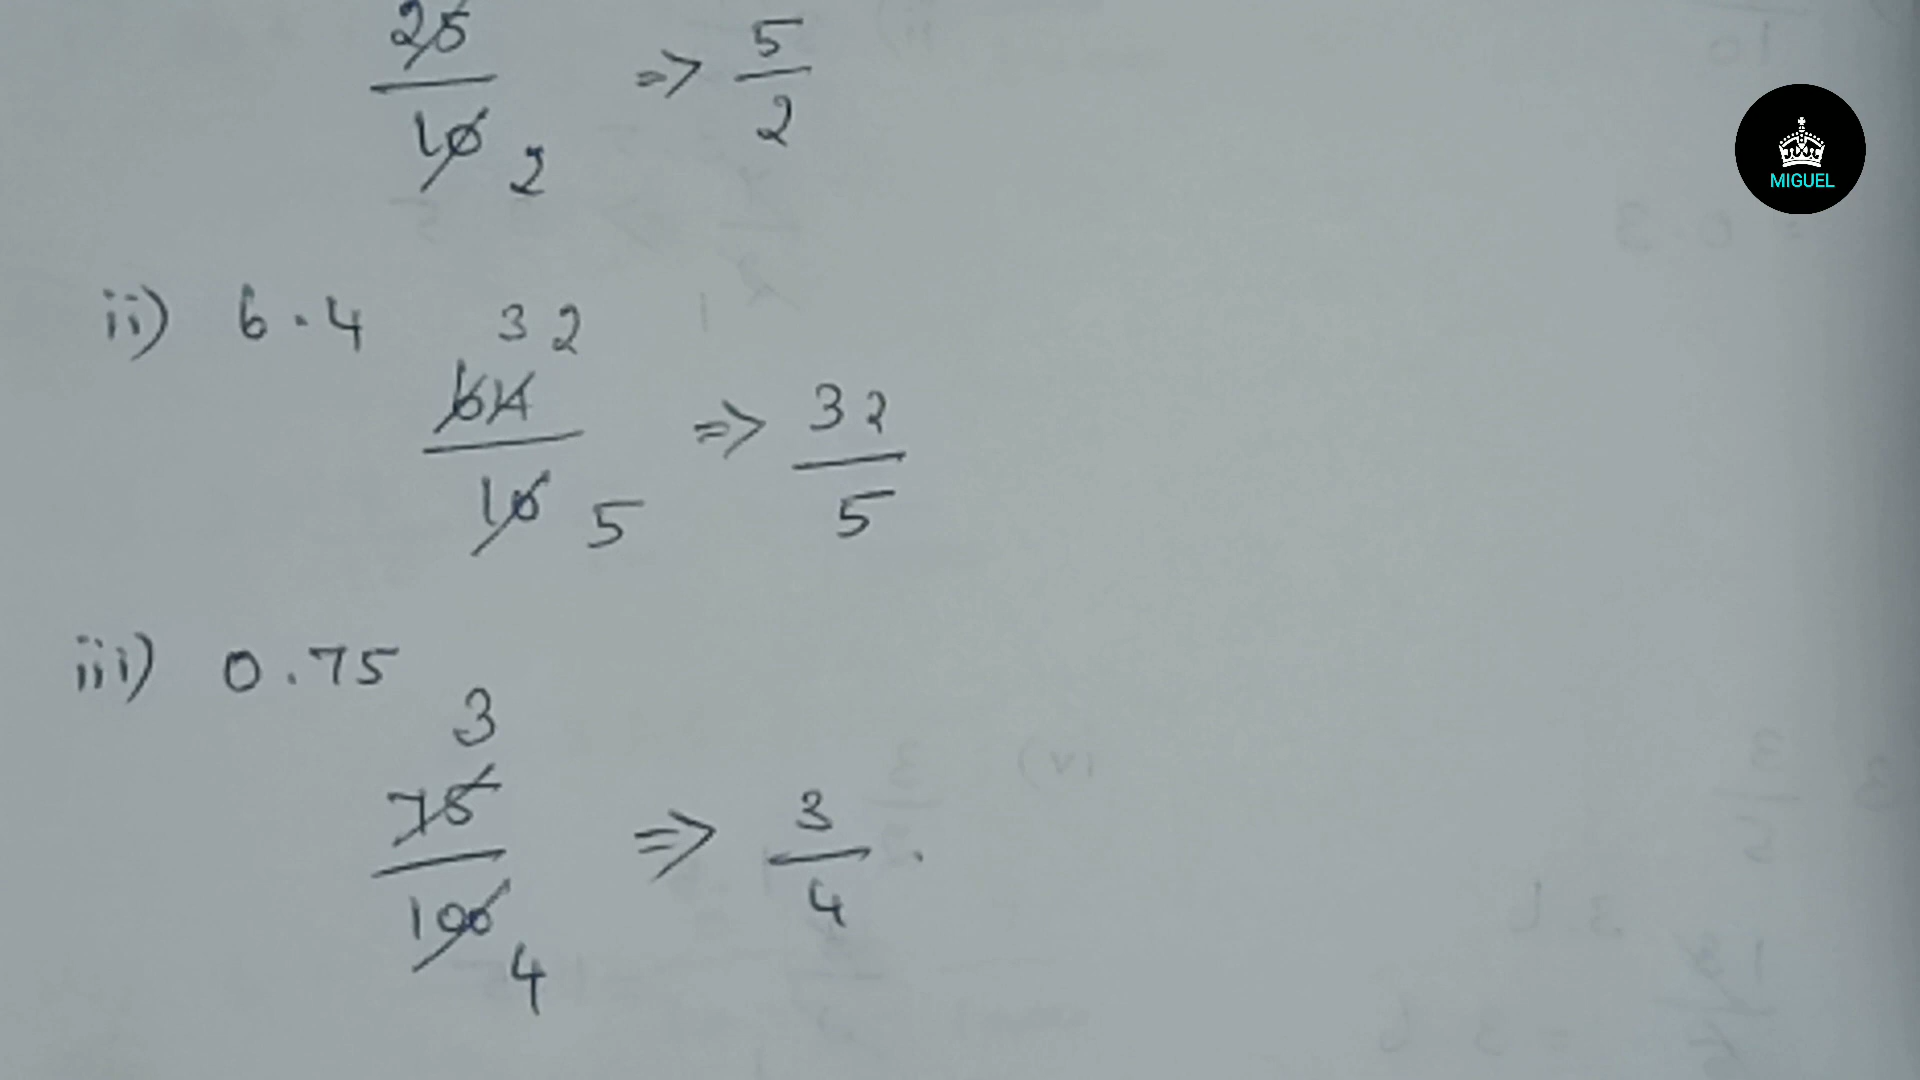 25
10 2 => 5/2
MIGUEL
ii) 6.4 32
64
10 5 => 32/5
iii) 0.75
3
75
100 4 => 3/4 .